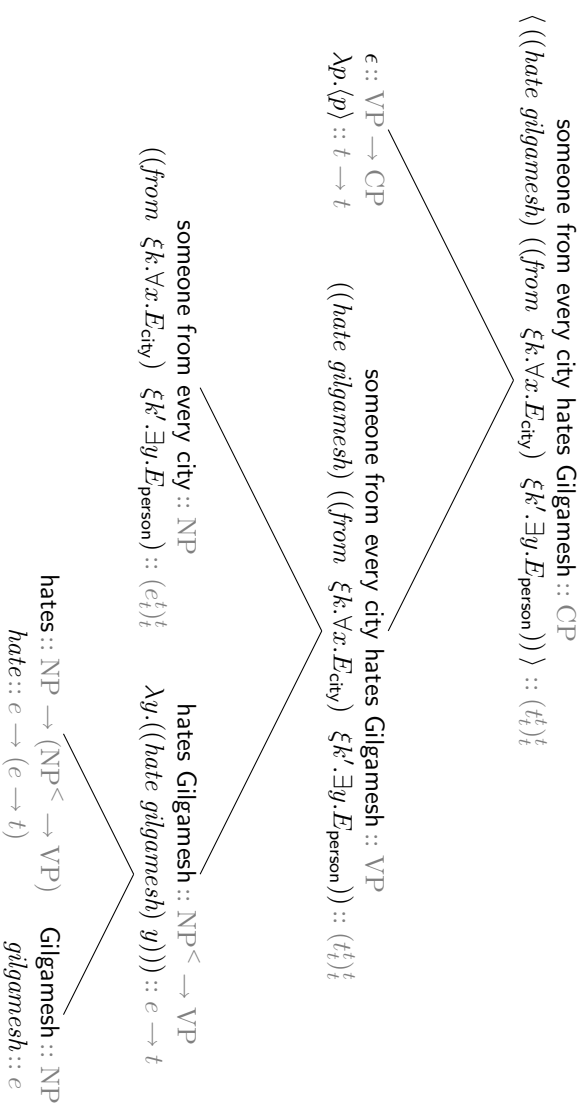 someone from every city hates Gilgamesh :: CP
⟨ ((hate gilgamesh) ((from ξk.∀x.E_city) ξk′.∃y.E_person)) ⟩ :: (t_t^t)_t^t
ϵ :: VP → CP
λp.⟨p⟩ :: t → t
someone from every city hates Gilgamesh :: VP
((hate gilgamesh) ((from ξk.∀x.E_city) ξk′.∃y.E_person)) :: (t_t^t)_t^t
someone from every city :: NP
((from ξk.∀x.E_city) ξk′.∃y.E_person) :: (e_t^t)_t^t
hates Gilgamesh :: NP^< → VP
λy.((hate gilgamesh) y))) :: e → t
hates :: NP → (NP^< → VP)
hate :: e → (e → t)
Gilgamesh :: NP
gilgamesh :: e